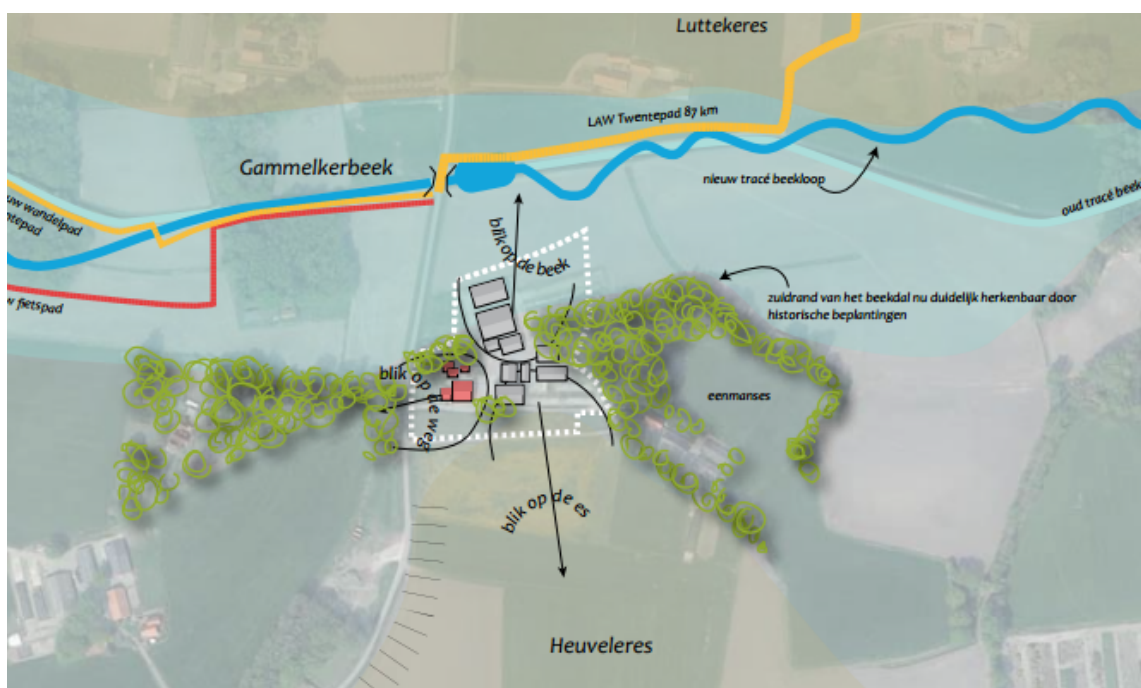 Luttekeres
LAW Twentepad 87 km
Gammelkerbeek
nieuw tracé beekloop
oud tracé beek
uw wandelpad
ntepad
w fietspad
blik op de beek
zuidrand van het beekdal nu duidelijk herkenbaar door
historische beplantingen
blik op de weg
eenmanses
blik op de es
Heuveleres